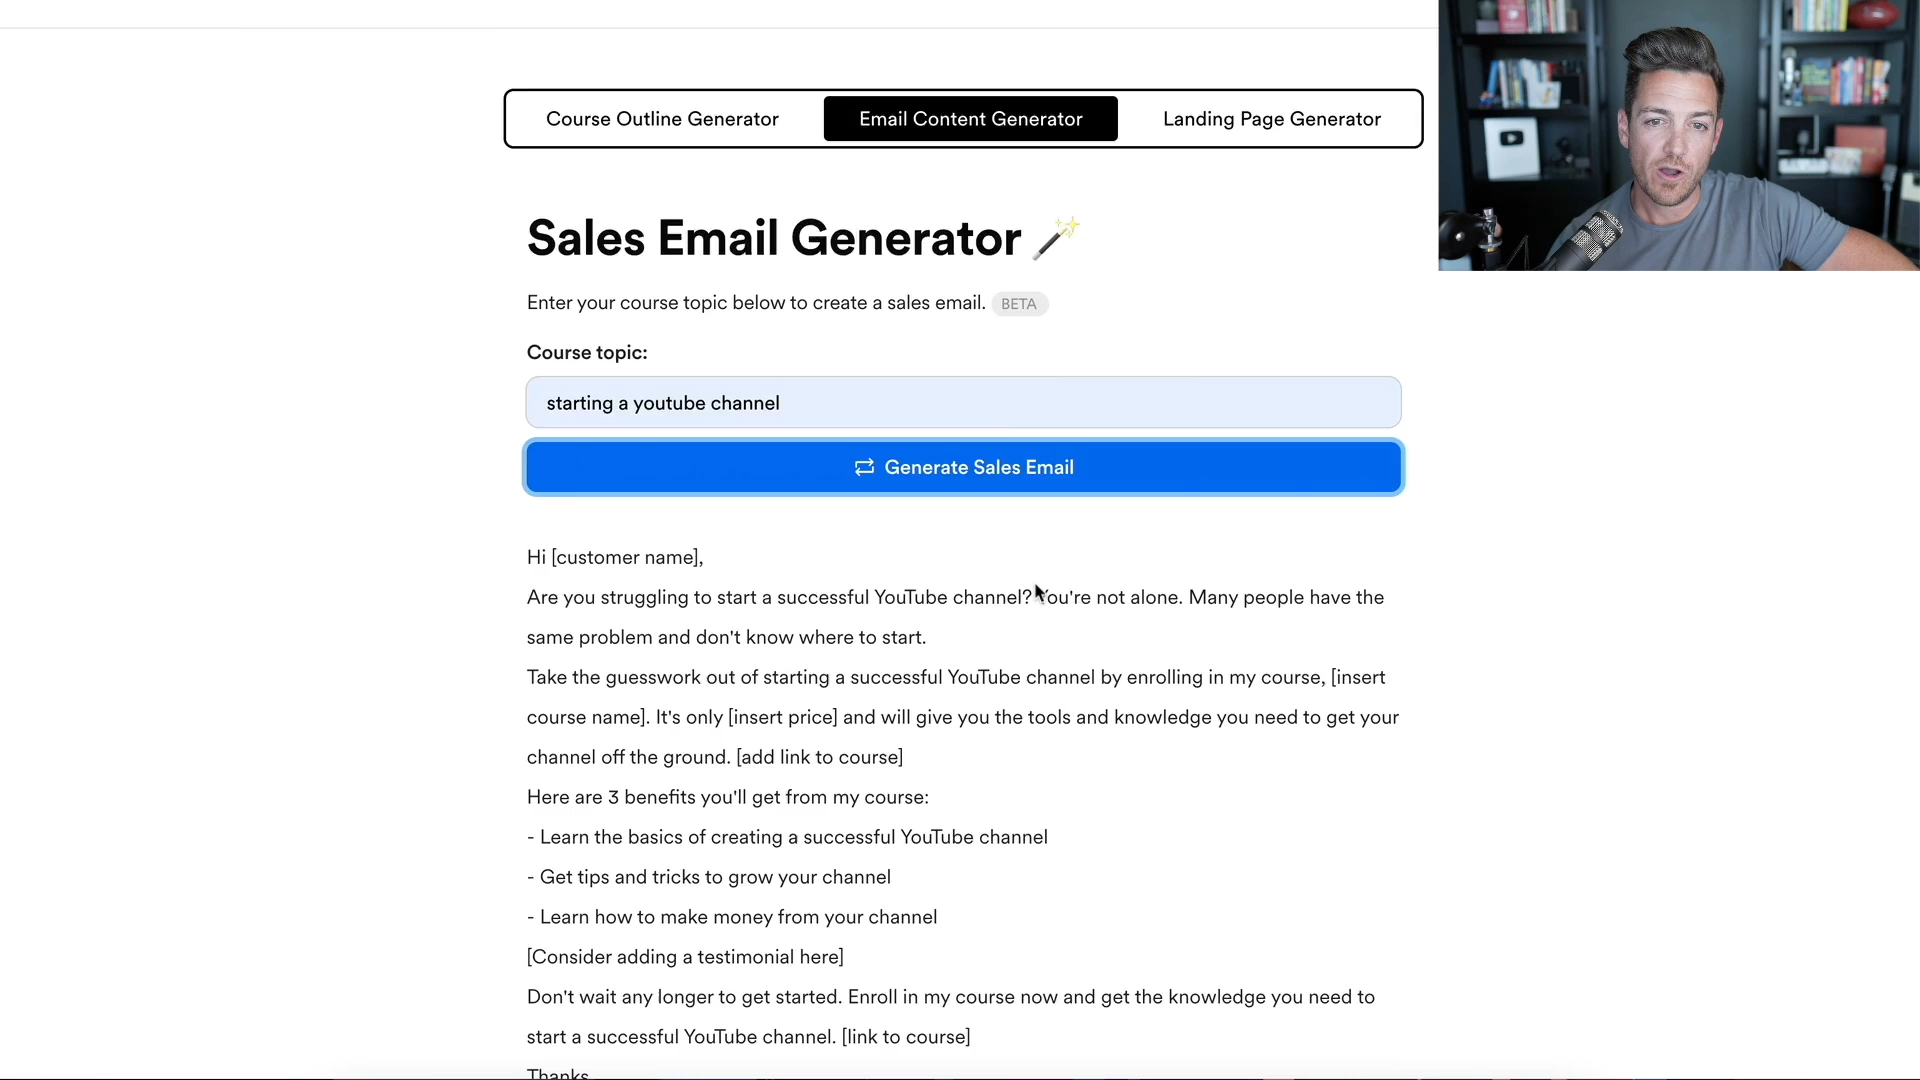 Course Outline Generator
Email Content Generator
Landing Page Generator
Sales Email Generator
Enter your course topic below to create a sales email. BETA
Course topic:
starting a youtube channel
Generate Sales Email
Hi [customer name],
Are you struggling to start a successful YouTube channel? You're not alone. Many people have the
same problem and don't know where to start.
Take the guesswork out of starting a successful YouTube channel by enrolling in my course, [insert
course name]. It's only [insert price] and will give you the tools and knowledge you need to get your
channel off the ground. [add link to course]
Here are 3 benefits you'll get from my course:
- Learn the basics of creating a successful YouTube channel
- Get tips and tricks to grow your channel
- Learn how to make money from your channel
[Consider adding a testimonial here]
Don't wait any longer to get started. Enroll in my course now and get the knowledge you need to
start a successful YouTube channel. [link to course]
Thanks